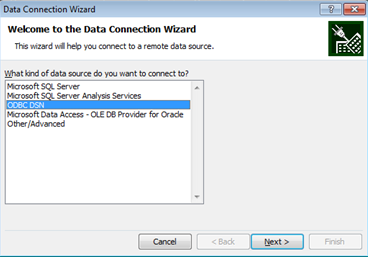 Data Connection Wizard
Welcome to the Data Connection Wizard
This wizard will help you connect to a remote data source.
What kind of data source do you want to connect to?
Microsoft SQL Server
Microsoft SQL Server Analysis Services
ODBC DSN
Microsoft Data Access - OLE DB Provider for Oracle
Other/Advanced
Cancel < Back Next > Finish